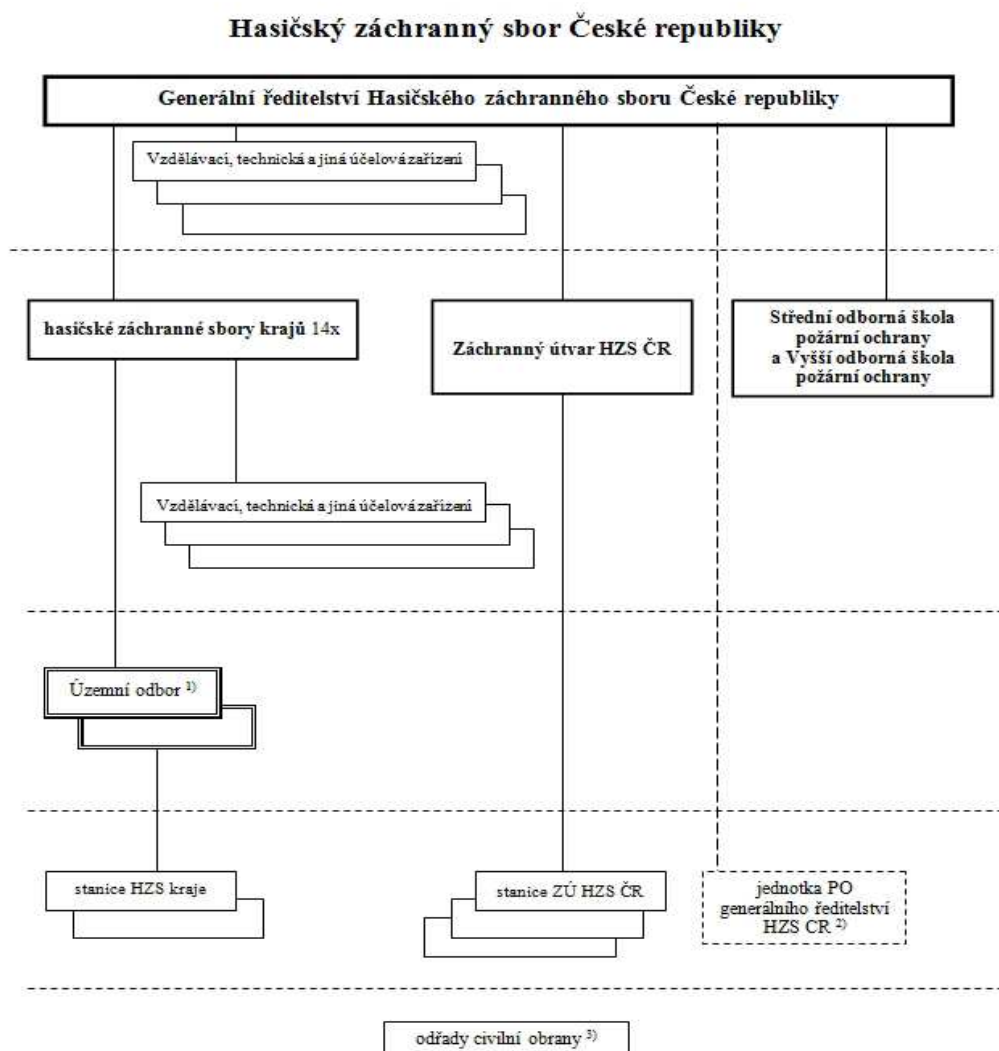 Hasičský záchranný sbor České republiky
Generální ředitelství Hasičského záchranného sboru České republiky
Vzdělávací, technická a jiná účelová zařízení
hasičské záchranné sbory krajů 14x
Záchranný útvar HZS ČR
Střední odborná škola
požární ochrany
a Vyšší odborná škola
požární ochrany
Vzdělávací, technická a jiná účelová zařízení
Územní odbor ¹⁾
stanice HZS kraje
stanice ZÚ HZS ČR
jednotka PO
generálního ředitelství
HZS CR ²⁾
odřady civilní obrany ³⁾